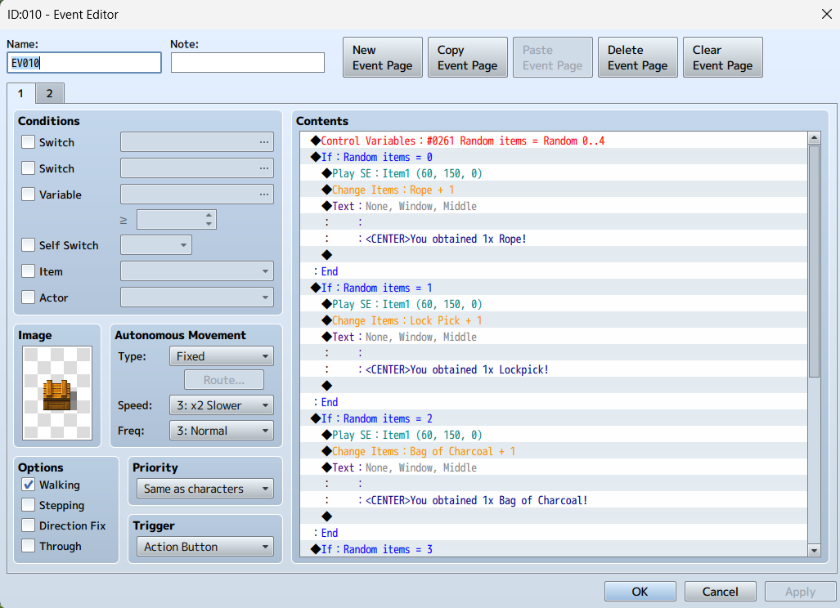 ID:010 - Event Editor
Name:
Note:
EV010
New
Event Page
Copy
Event Page
Paste
Event Page
Delete
Event Page
Clear
Event Page
1
2
Conditions
Switch
...
Switch
...
Variable
...
≥
Self Switch
Item
Actor
Image
Autonomous Movement
Type:
Fixed
Route...
Speed:
3: x2 Slower
Freq:
3: Normal
Options
Walking
Stepping
Direction Fix
Through
Priority
Same as characters
Trigger
Action Button
Contents
◆Control Variables：#0261 Random items = Random 0..4
◆If：Random items = 0
◆Play SE：Item1 (60, 150, 0)
◆Change Items：Rope + 1
◆Text：None, Window, Middle
：　　：
：　　：<CENTER>You obtained 1x Rope!
◆
：End
◆If：Random items = 1
◆Play SE：Item1 (60, 150, 0)
◆Change Items：Lock Pick + 1
◆Text：None, Window, Middle
：　　：
：　　：<CENTER>You obtained 1x Lockpick!
◆
：End
◆If：Random items = 2
◆Play SE：Item1 (60, 150, 0)
◆Change Items：Bag of Charcoal + 1
◆Text：None, Window, Middle
：　　：
：　　：<CENTER>You obtained 1x Bag of Charcoal!
◆
：End
◆If：Random items = 3
OK
Cancel
Apply